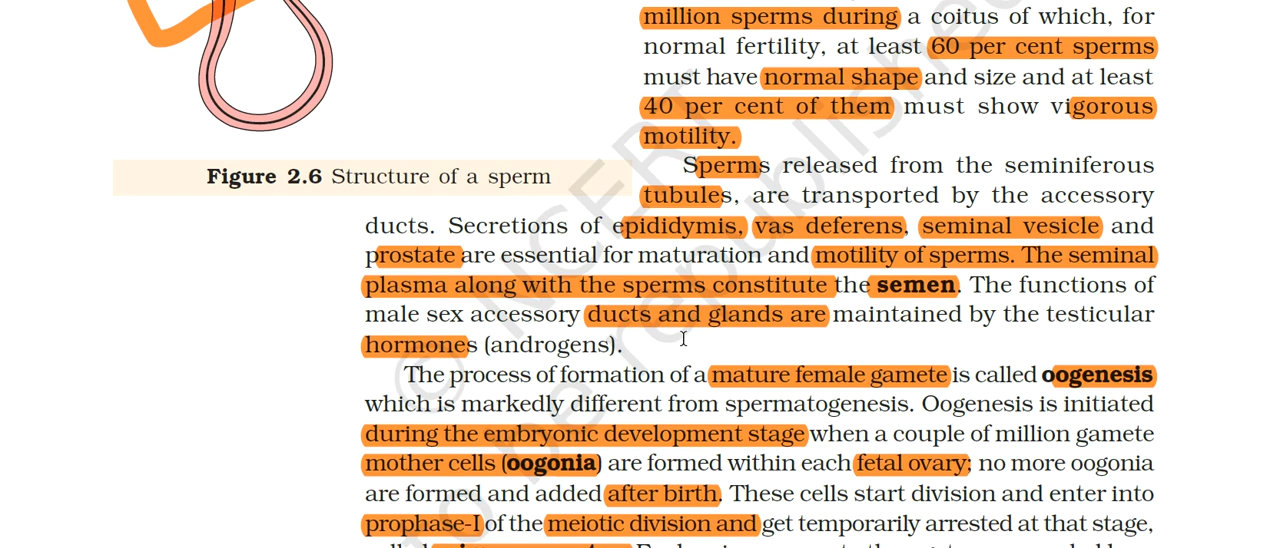 million sperms during a coitus of which, for
normal fertility, at least 60 per cent sperms
must have normal shape and size and at least
40 per cent of them must show vigorous
motility.
Figure 2.6 Structure of a sperm
Sperms released from the seminiferous
tubules, are transported by the accessory
ducts. Secretions of epididymis, vas deferens, seminal vesicle and
prostate are essential for maturation and motility of sperms. The seminal
plasma along with the sperms constitute the semen. The functions of
male sex accessory ducts and glands are maintained by the testicular
hormones (androgens).
The process of formation of a mature female gamete is called oogenesis
which is markedly different from spermatogenesis. Oogenesis is initiated
during the embryonic development stage when a couple of million gamete
mother cells (oogonia) are formed within each fetal ovary; no more oogonia
are formed and added after birth. These cells start division and enter into
prophase-I of the meiotic division and get temporarily arrested at that stage,
© NCERT
not to be republished